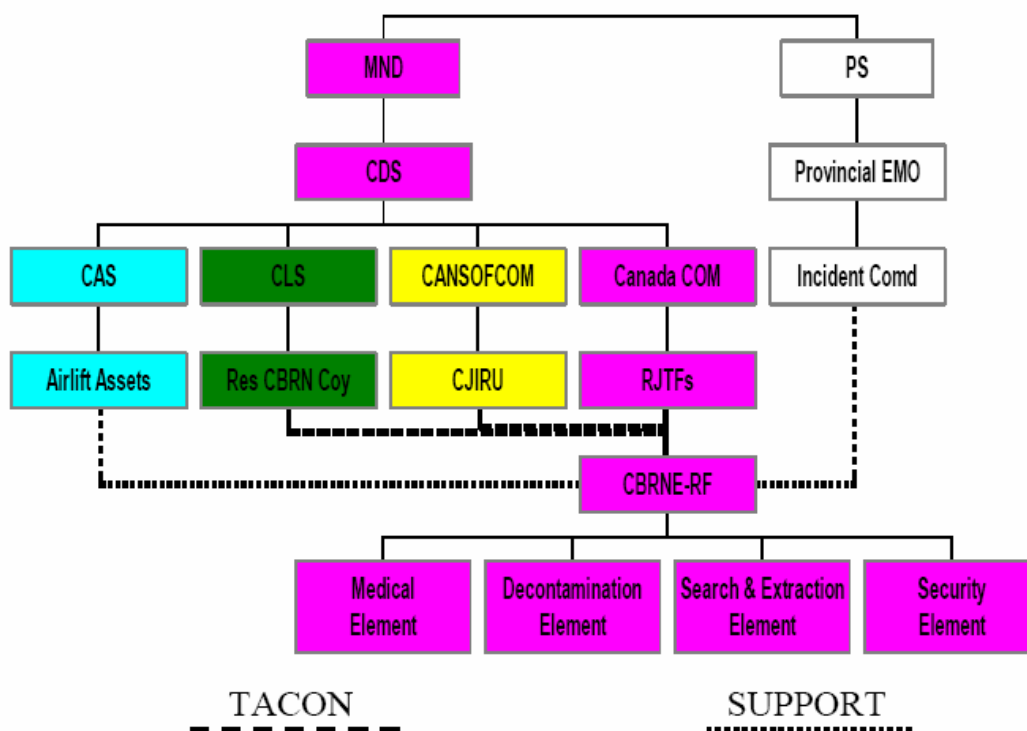 MND
PS
CDS
Provincial EMO
CAS
CLS
CANSOFCOM
Canada COM
Incident Comd
Airlift Assets
Res CBRN Coy
CJIRU
RJTFs
CBRNE-RF
Medical
Element
Decontamination
Element
Search & Extraction
Element
Security
Element
TACON
SUPPORT